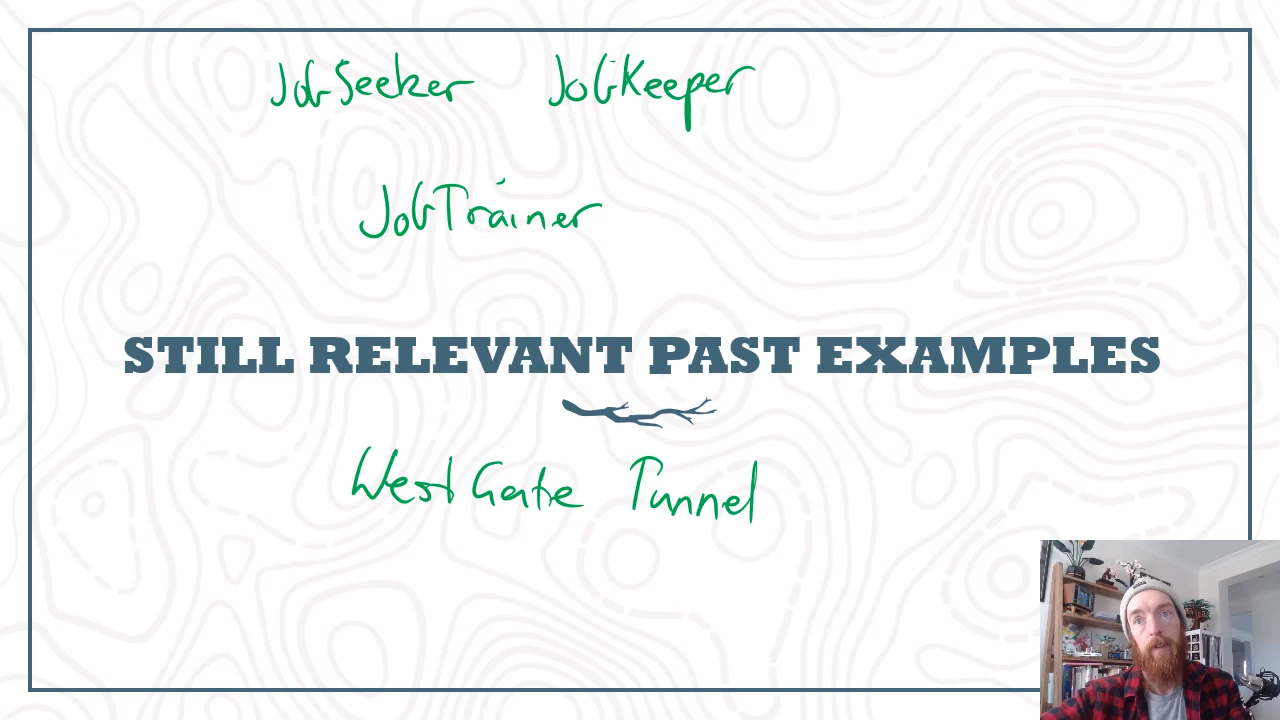 JobSeeker JobKeeper
JobTrainer
STILL RELEVANT PAST EXAMPLES
West Gate Tunnel